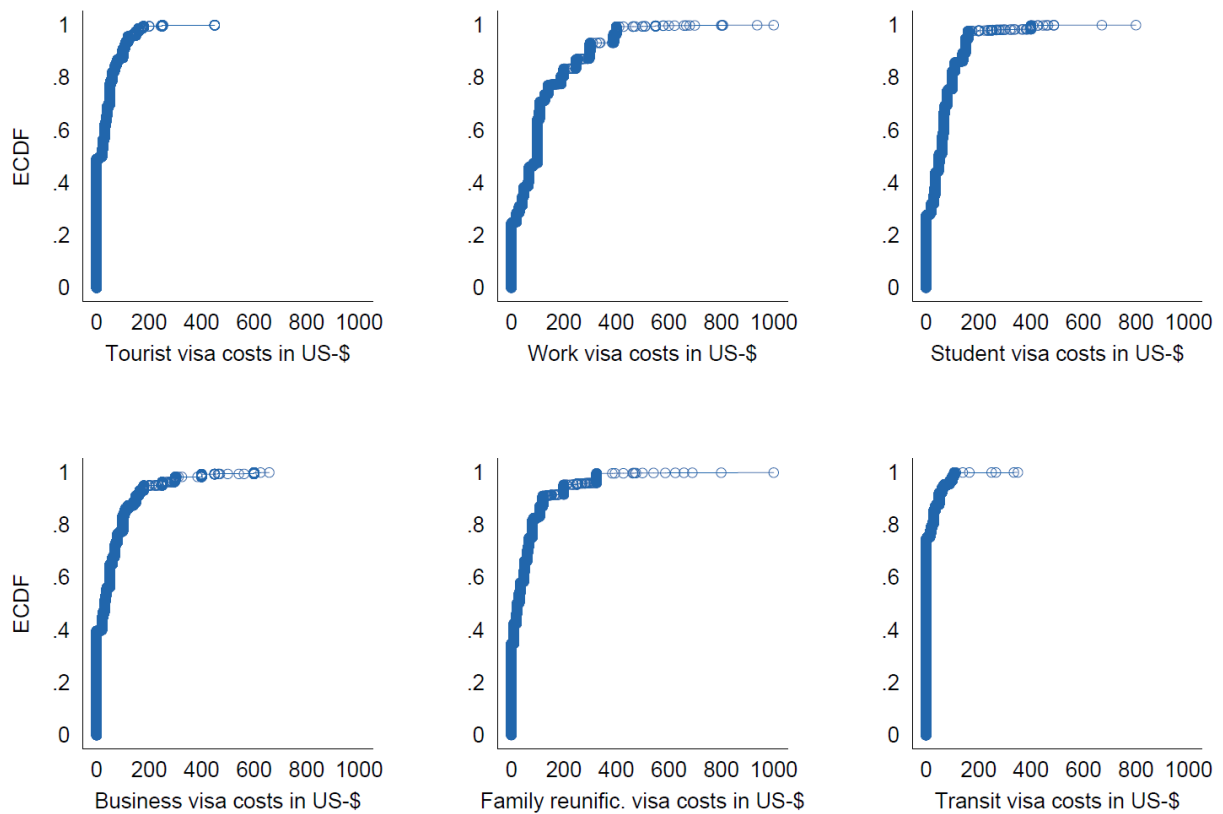 ECDF
1
.8
.6
.4
.2
0
0 200 400 600 800 1000
Tourist visa costs in US-$
1
.8
.6
.4
.2
0
0 200 400 600 800 1000
Work visa costs in US-$
1
.8
.6
.4
.2
0
0 200 400 600 800 1000
Student visa costs in US-$
ECDF
1
.8
.6
.4
.2
0
0 200 400 600 800 1000
Business visa costs in US-$
1
.8
.6
.4
.2
0
0 200 400 600 800 1000
Family reunific. visa costs in US-$
1
.8
.6
.4
.2
0
0 200 400 600 800 1000
Transit visa costs in US-$